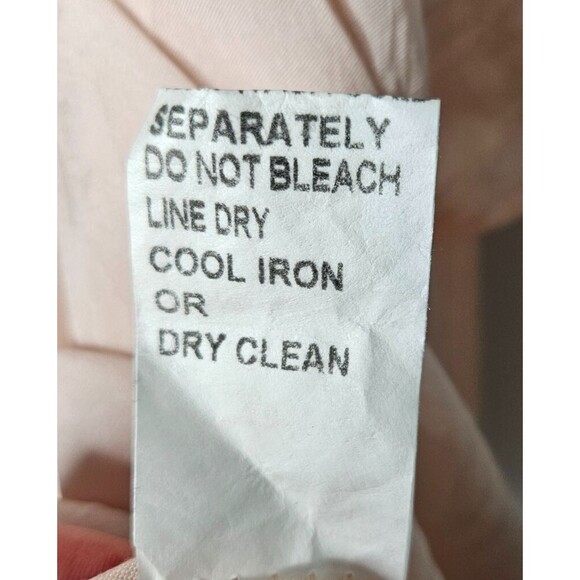 SEPARATELY
DO NOT BLEACH
LINE DRY
COOL IRON
OR
DRY CLEAN